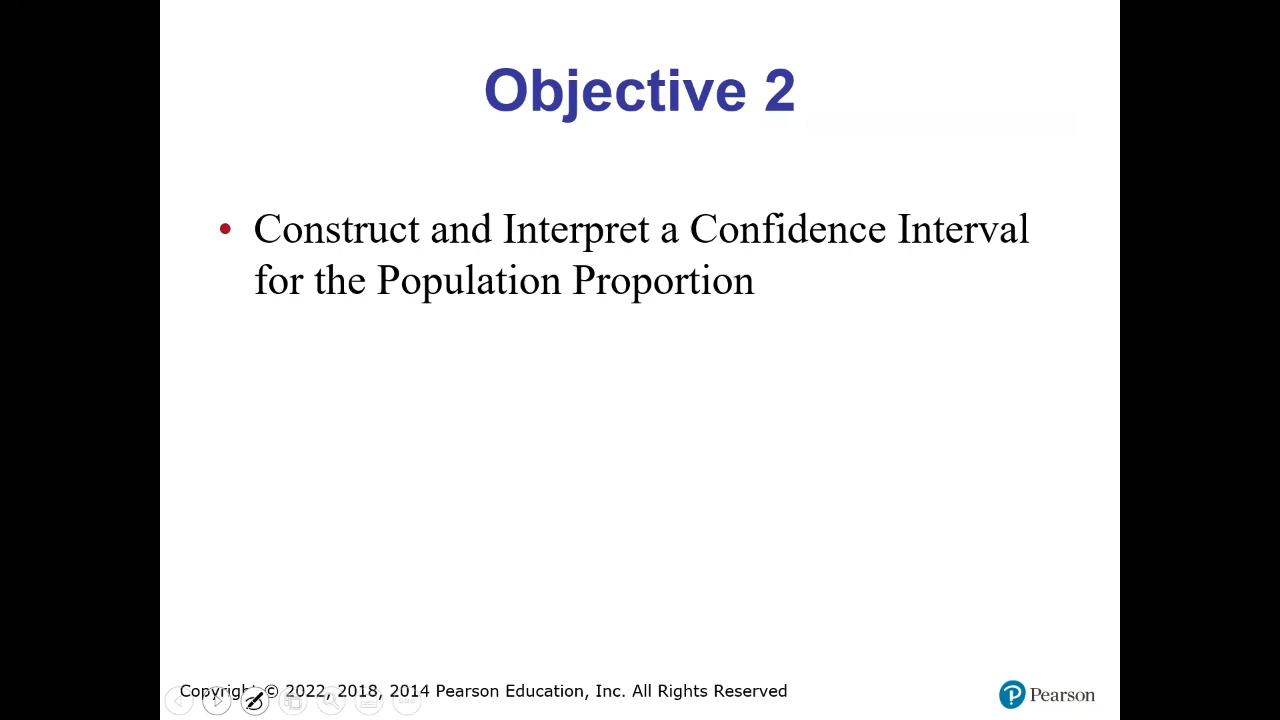 Objective 2
• Construct and Interpret a Confidence Interval
for the Population Proportion
Copyright © 2022, 2018, 2014 Pearson Education, Inc. All Rights Reserved
P Pearson